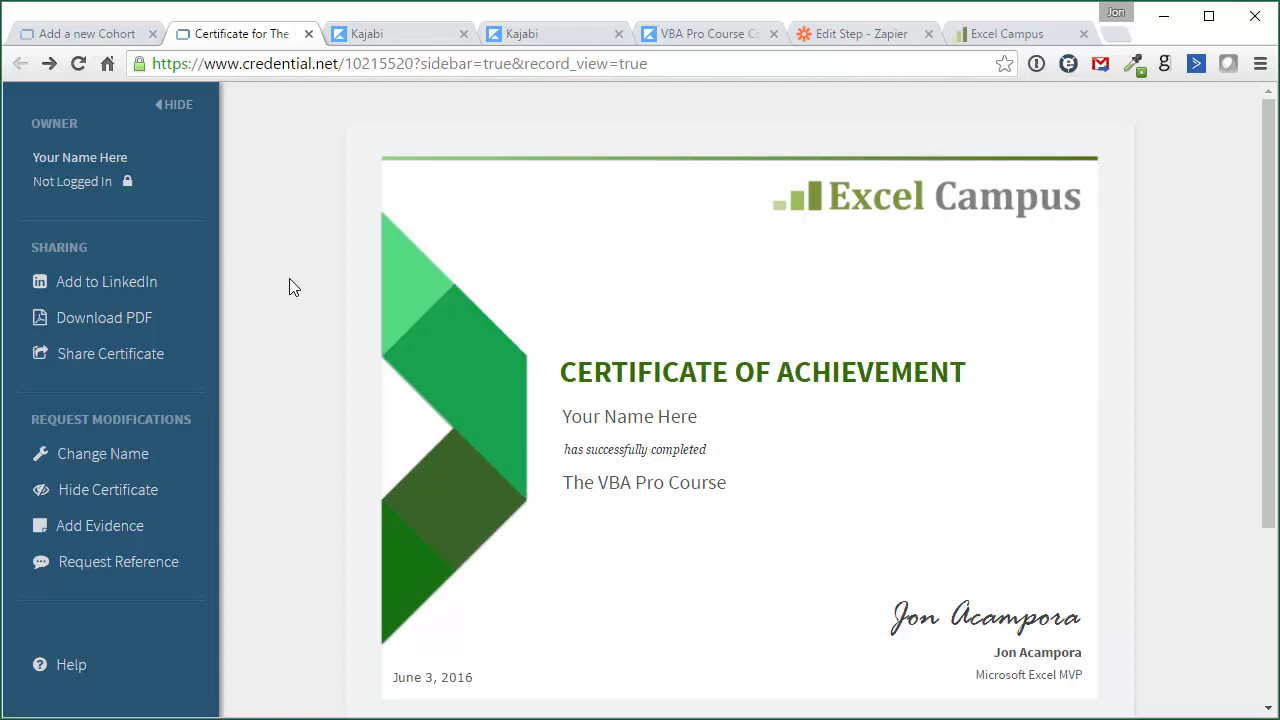 Jon
Add a new cohort
Certificate for The
Kajabi
Kajabi
VBA Pro Course Co
Edit Step - Zapier
Excel Campus
https://www.credential.net/10215520?sidebar=true&record_view=true
HIDE
OWNER
Your Name Here
Not Logged In
SHARING
Add to LinkedIn
Download PDF
Share Certificate
REQUEST MODIFICATIONS
Change Name
Hide Certificate
Add Evidence
Request Reference
Help
Excel Campus
CERTIFICATE OF ACHIEVEMENT
Your Name Here
has successfully completed
The VBA Pro Course
Jon Acampora
Jon Acampora
Microsoft Excel MVP
June 3, 2016